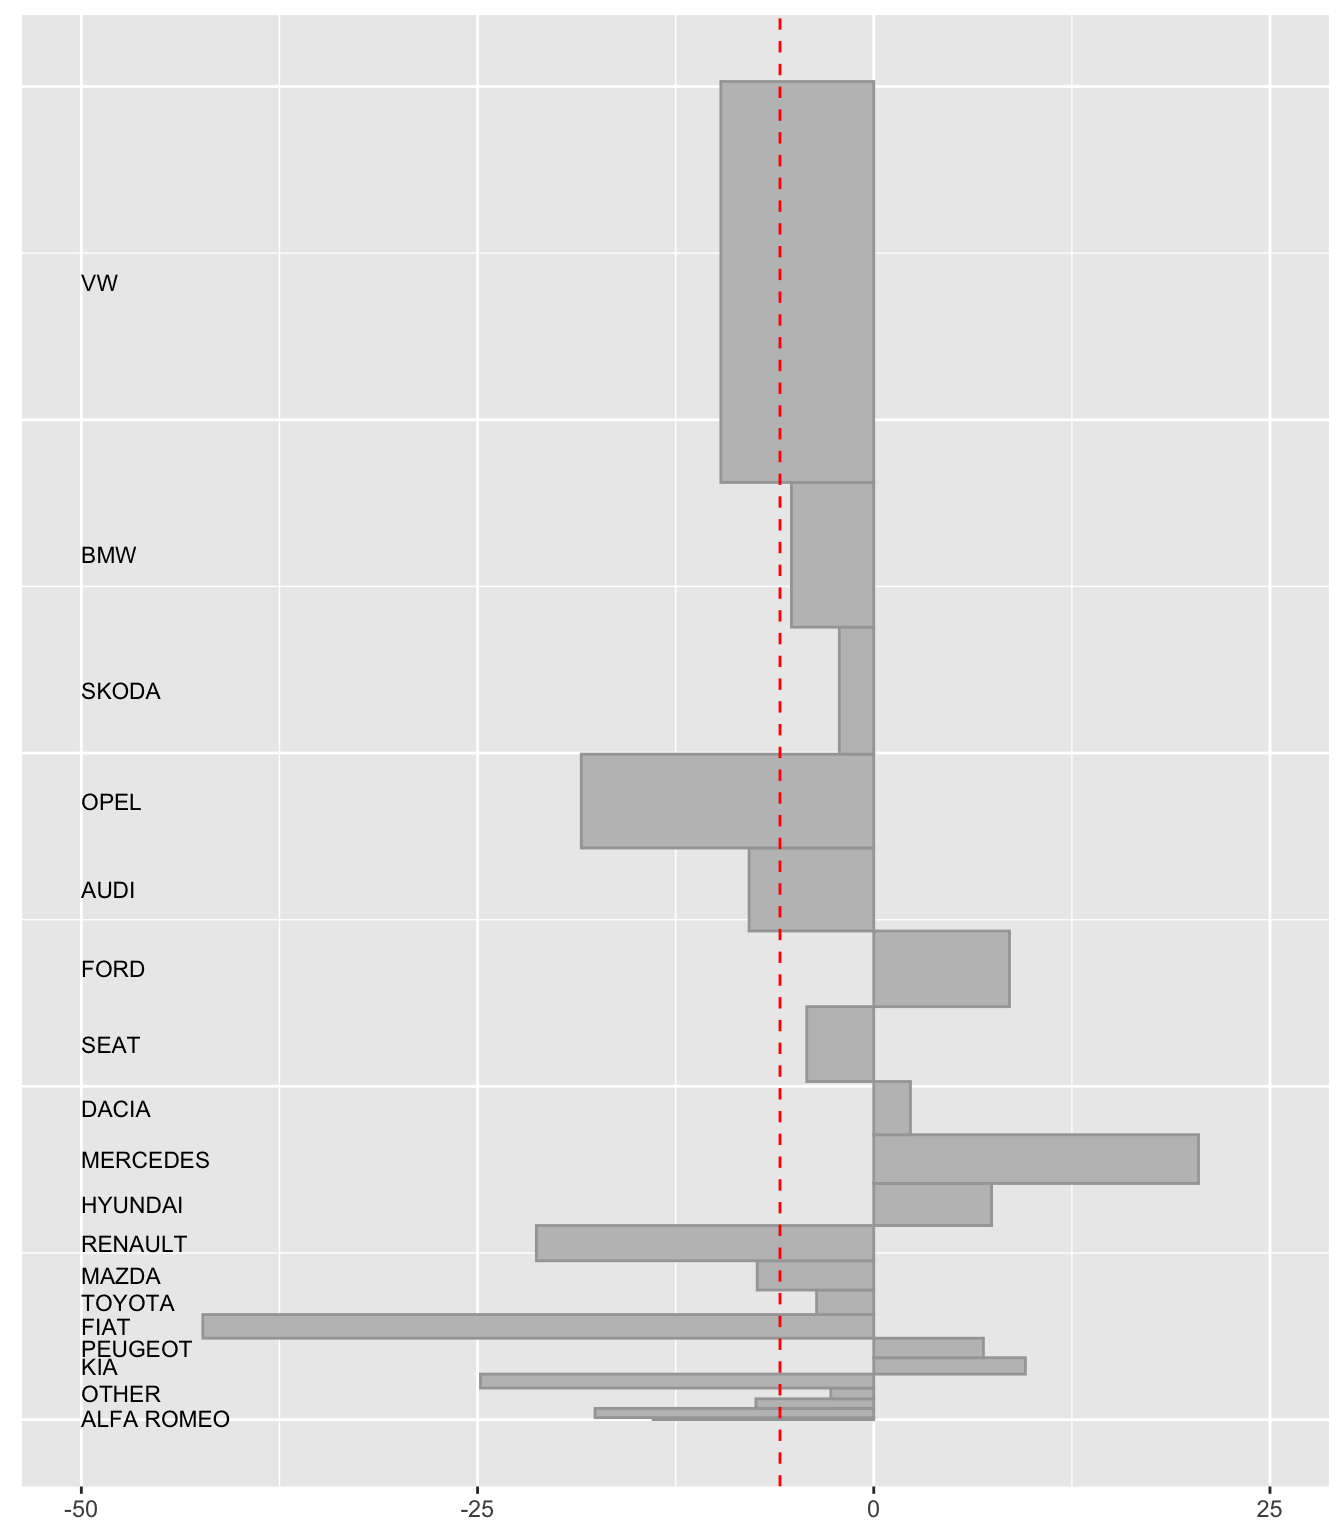 VW
BMW
SKODA
OPEL
AUDI
FORD
SEAT
DACIA
MERCEDES
HYUNDAI
RENAULT
MAZDA
TOYOTA
FIAT
PEUGEOT
KIA
OTHER
ALFA ROMEO
-50 -25 0 25